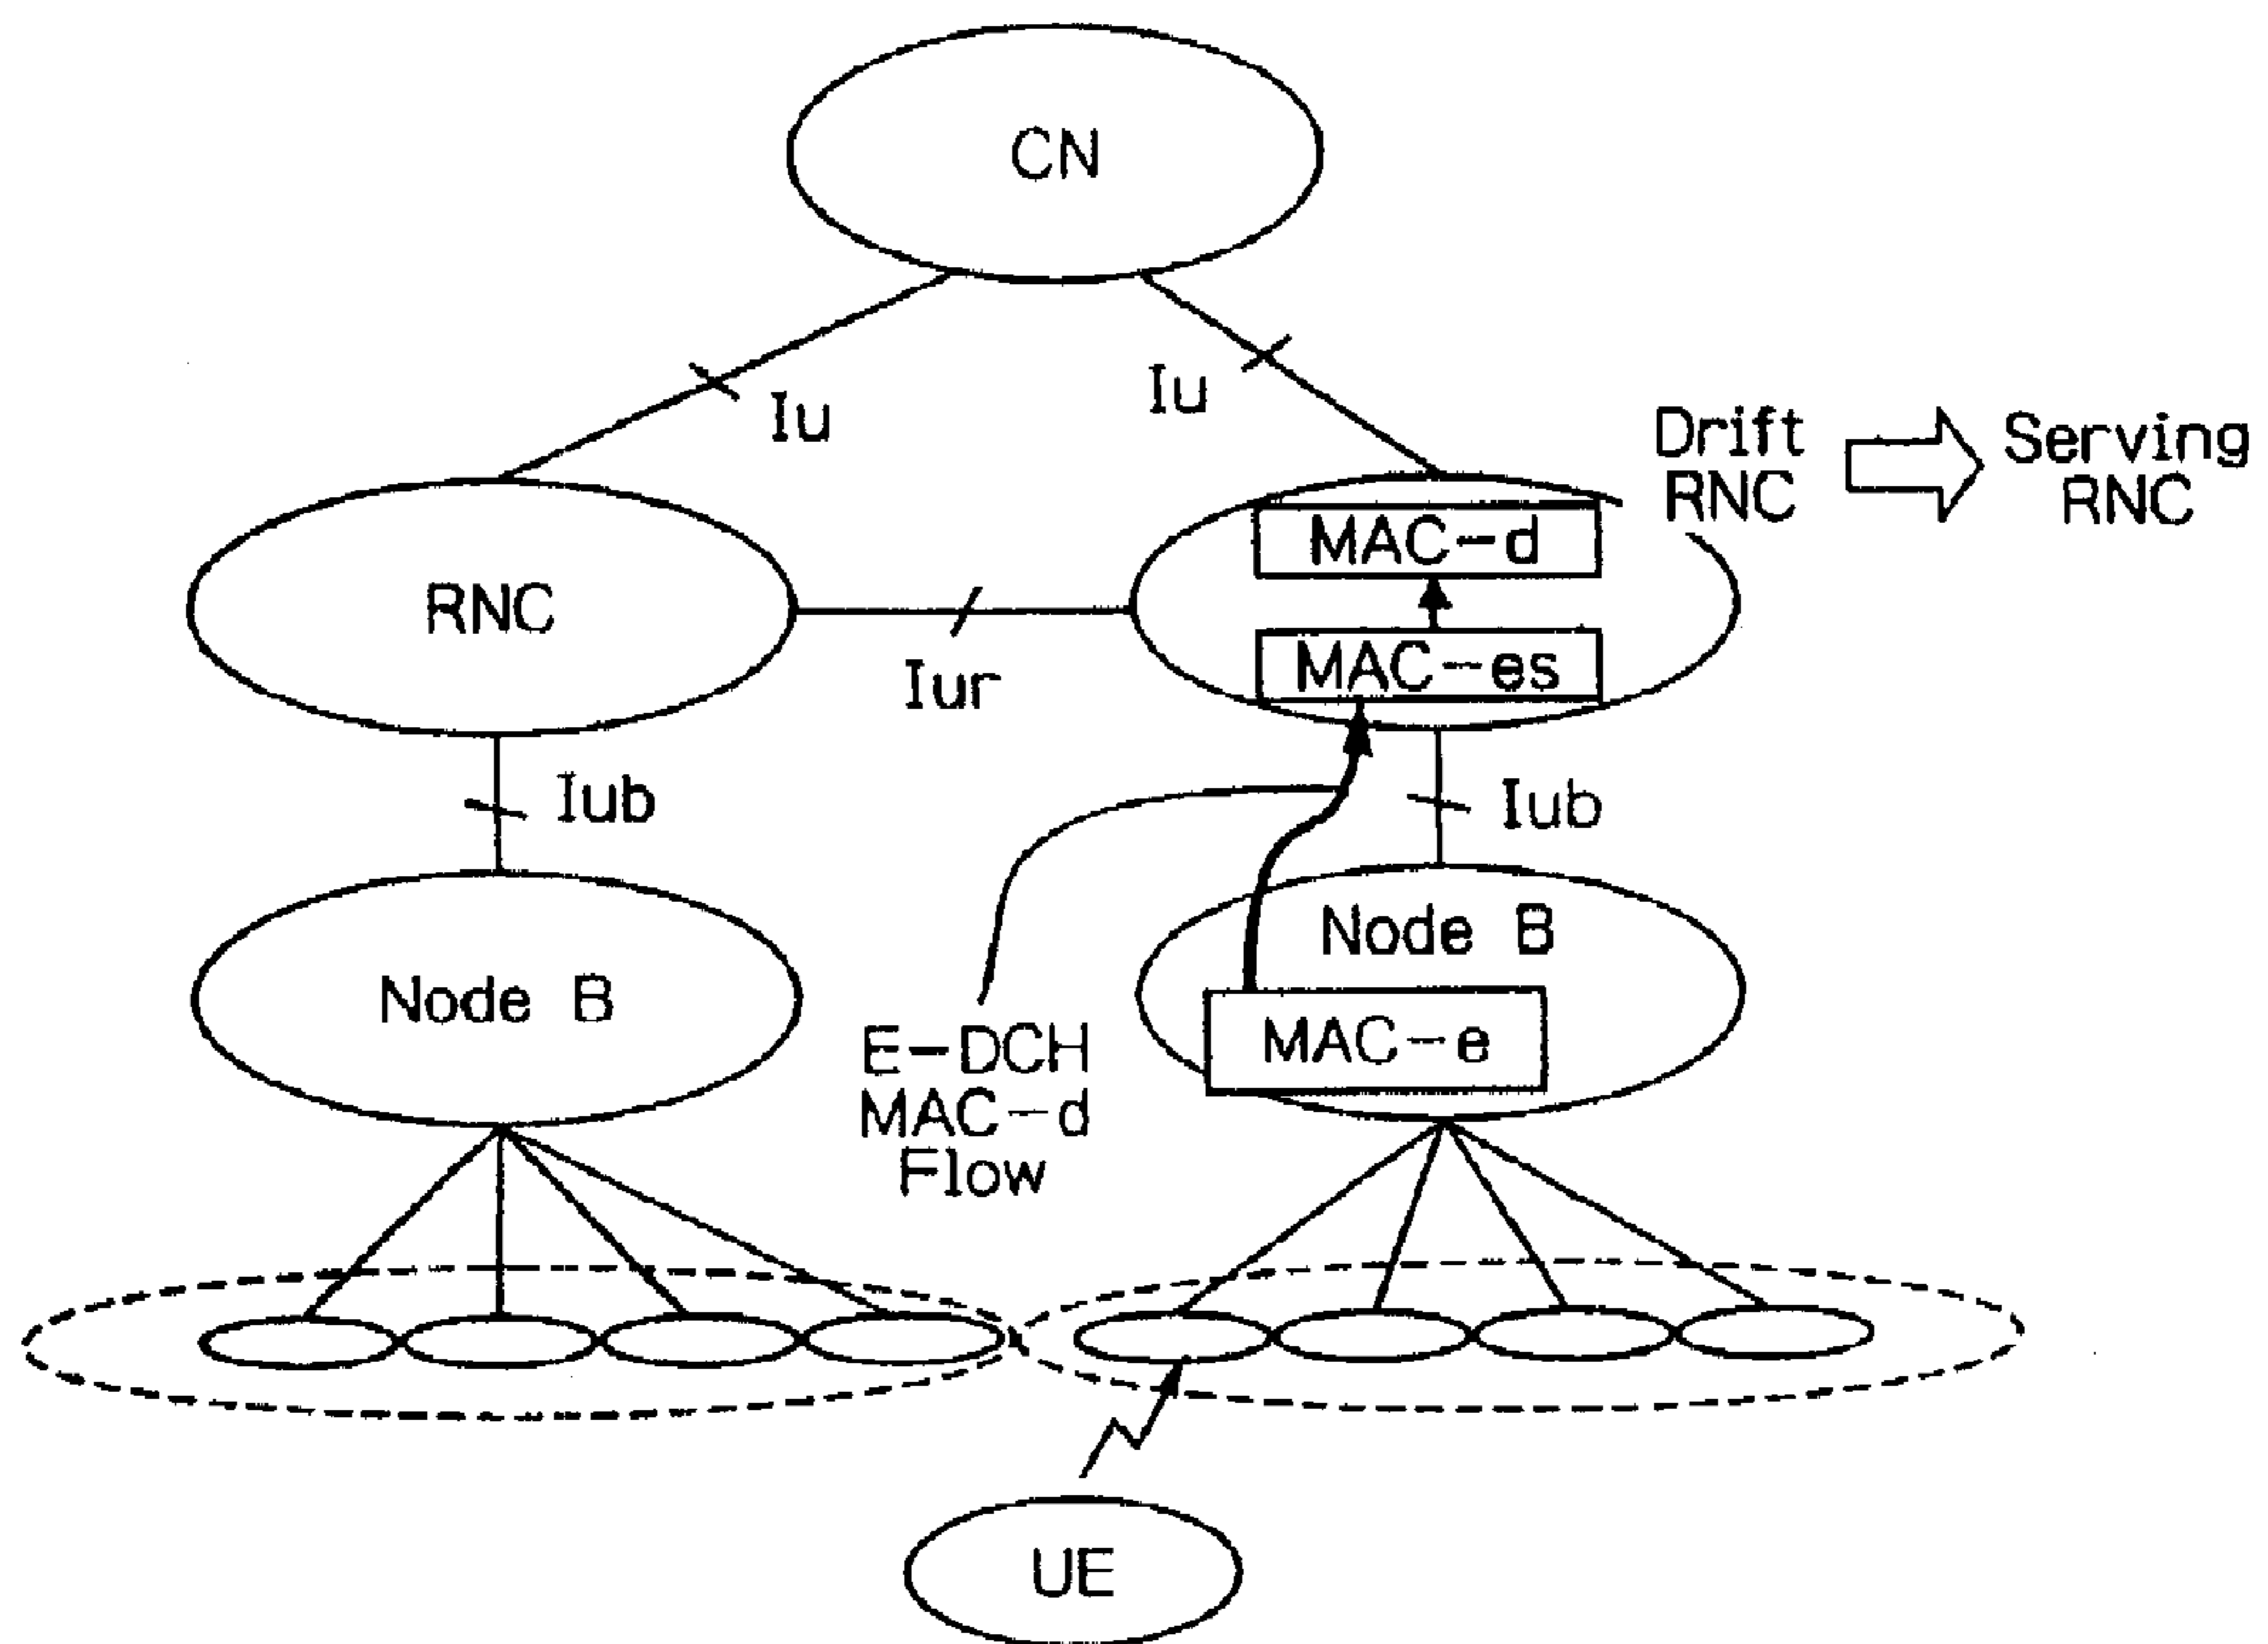 CN
Iu
Iu
Drift
RNC
Serving
RNC
MAC-d
RNC
MAC-es
Iur
Iub
Iub
Node B
Node B
MAC-e
E-DCH
MAC-d
Flow
UE